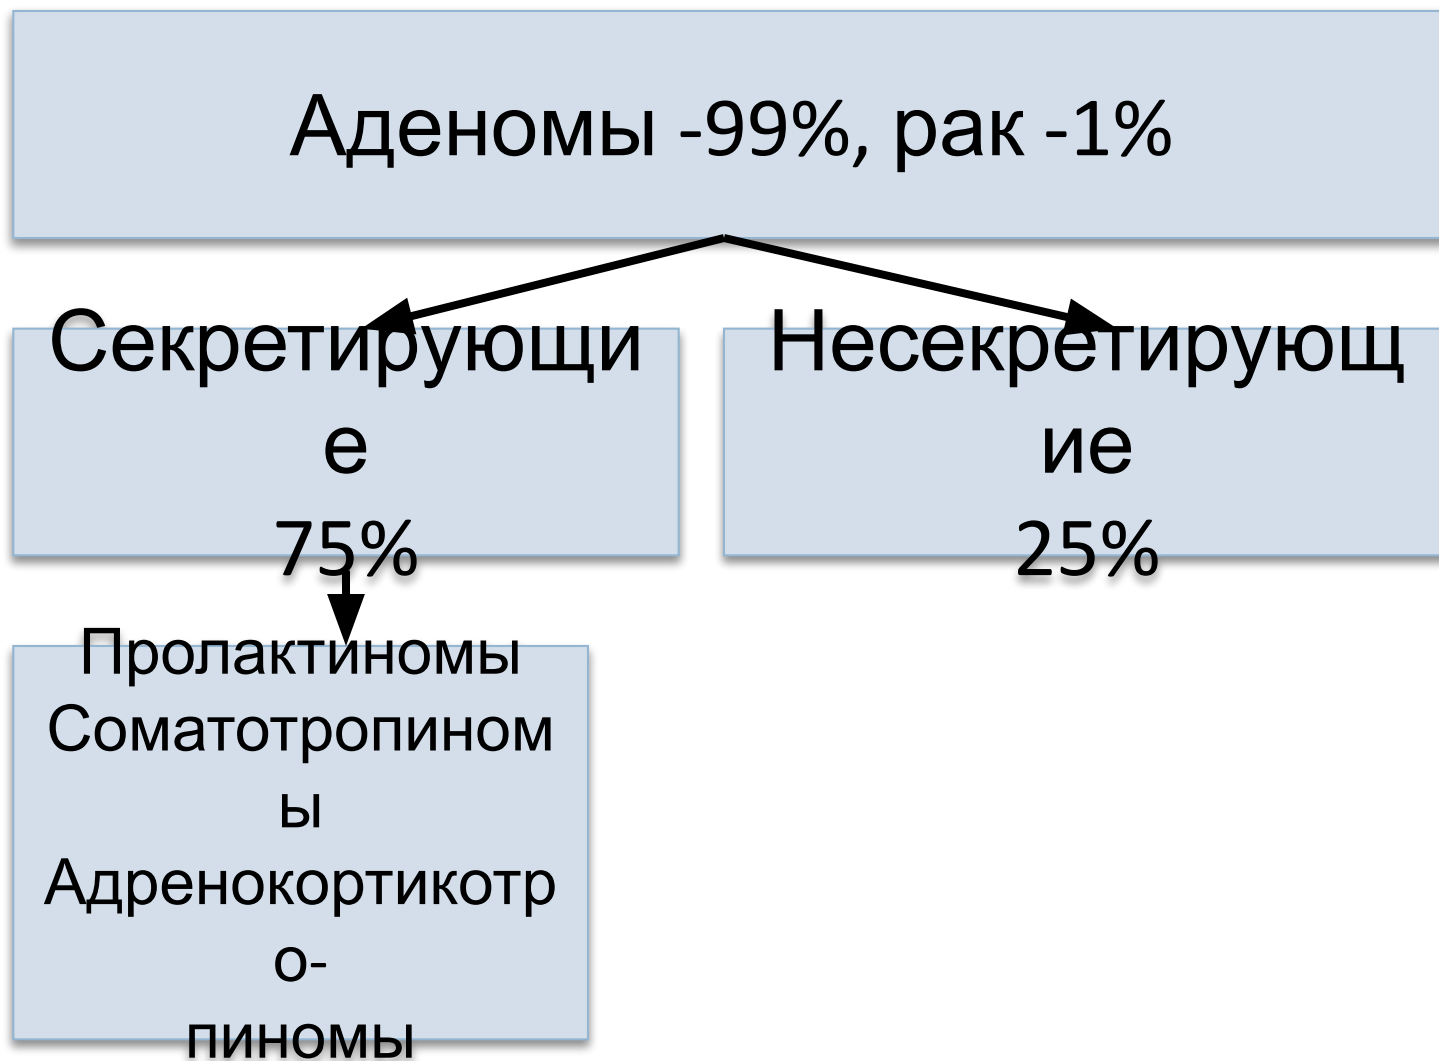 Аденомы -99%, рак -1%
Секретирующи
е
75%
Несекретирующ
ие
25%
Пролактиномы
Соматотропином
ы
Адренокортикотр
о-
пиномы